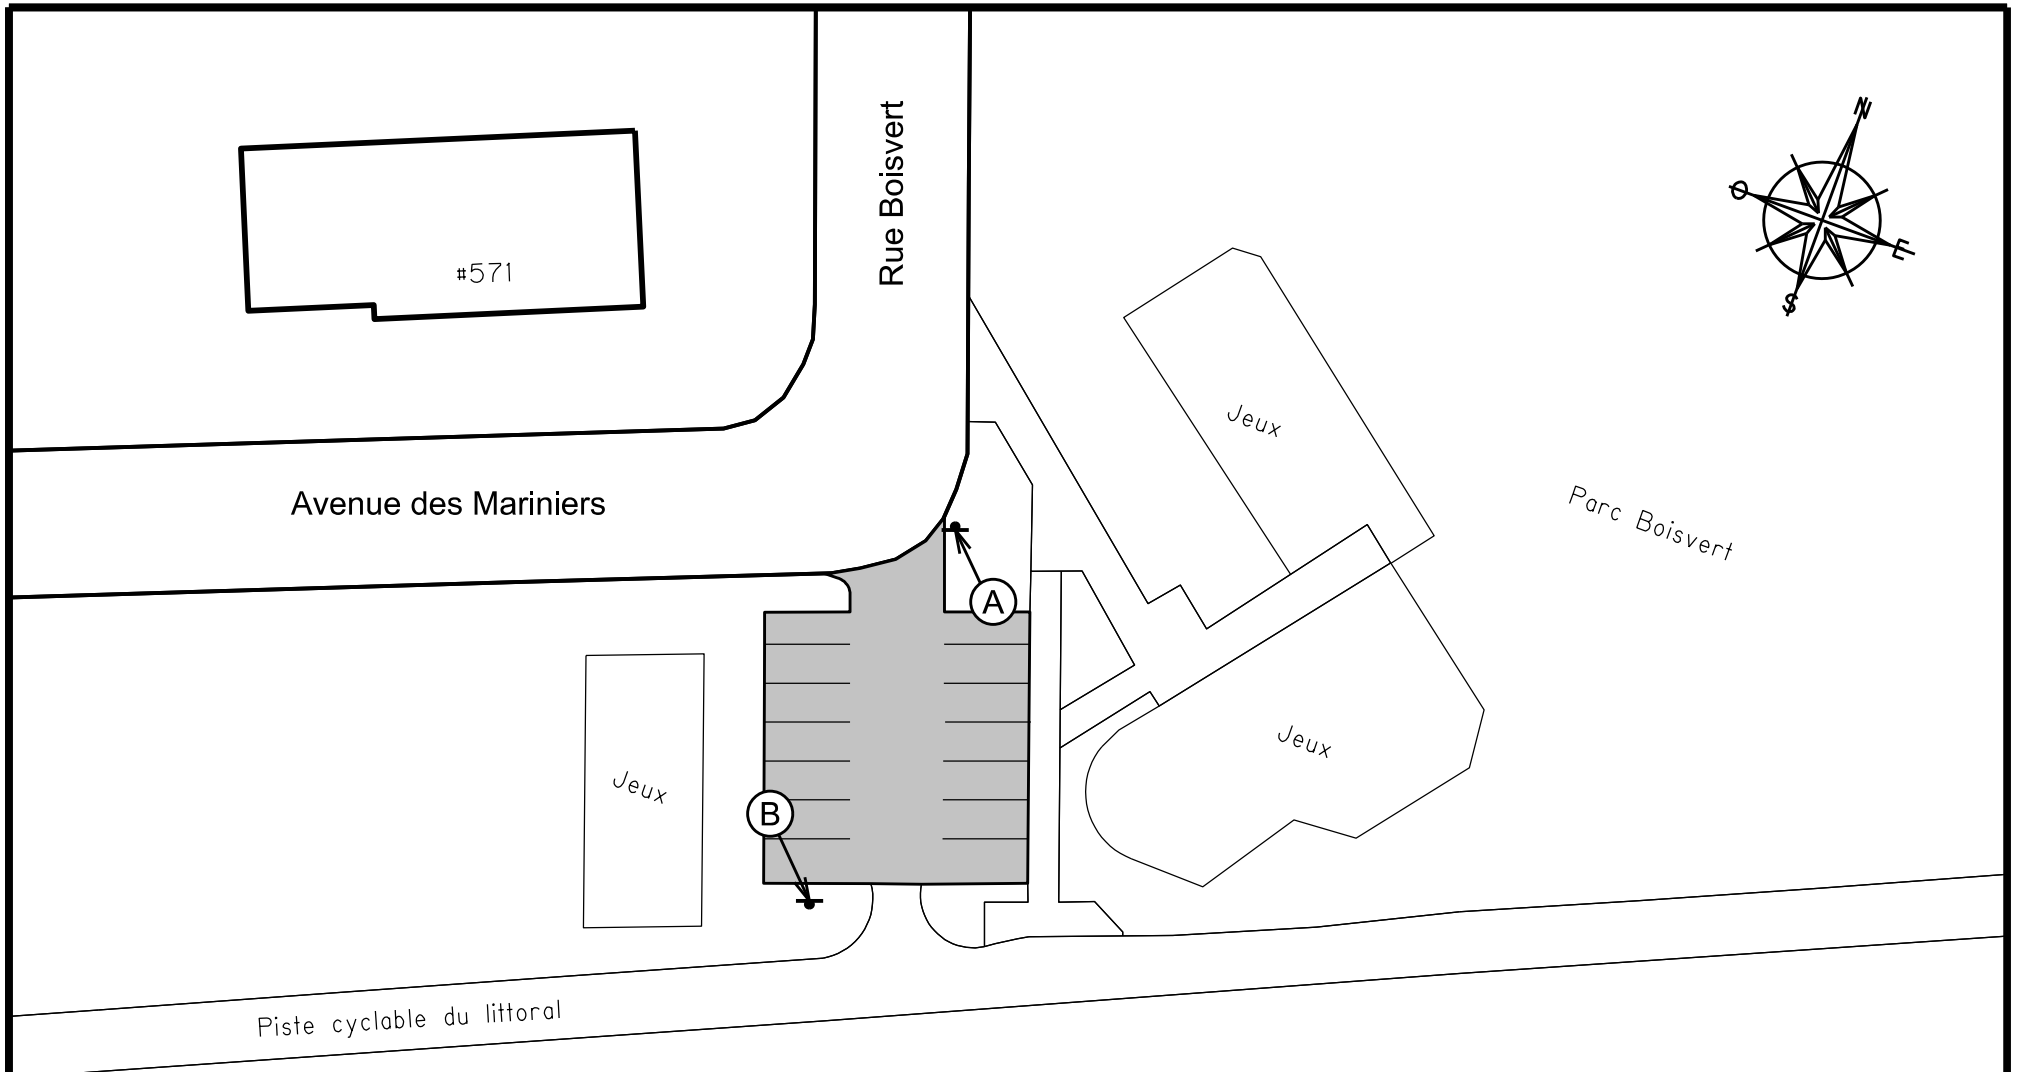 Rue Boisvert
N
O
E
S
#571
Jeux
Avenue des Mariniers
Parc Boisvert
A
Jeux
Jeux
B
Piste cyclable du littoral